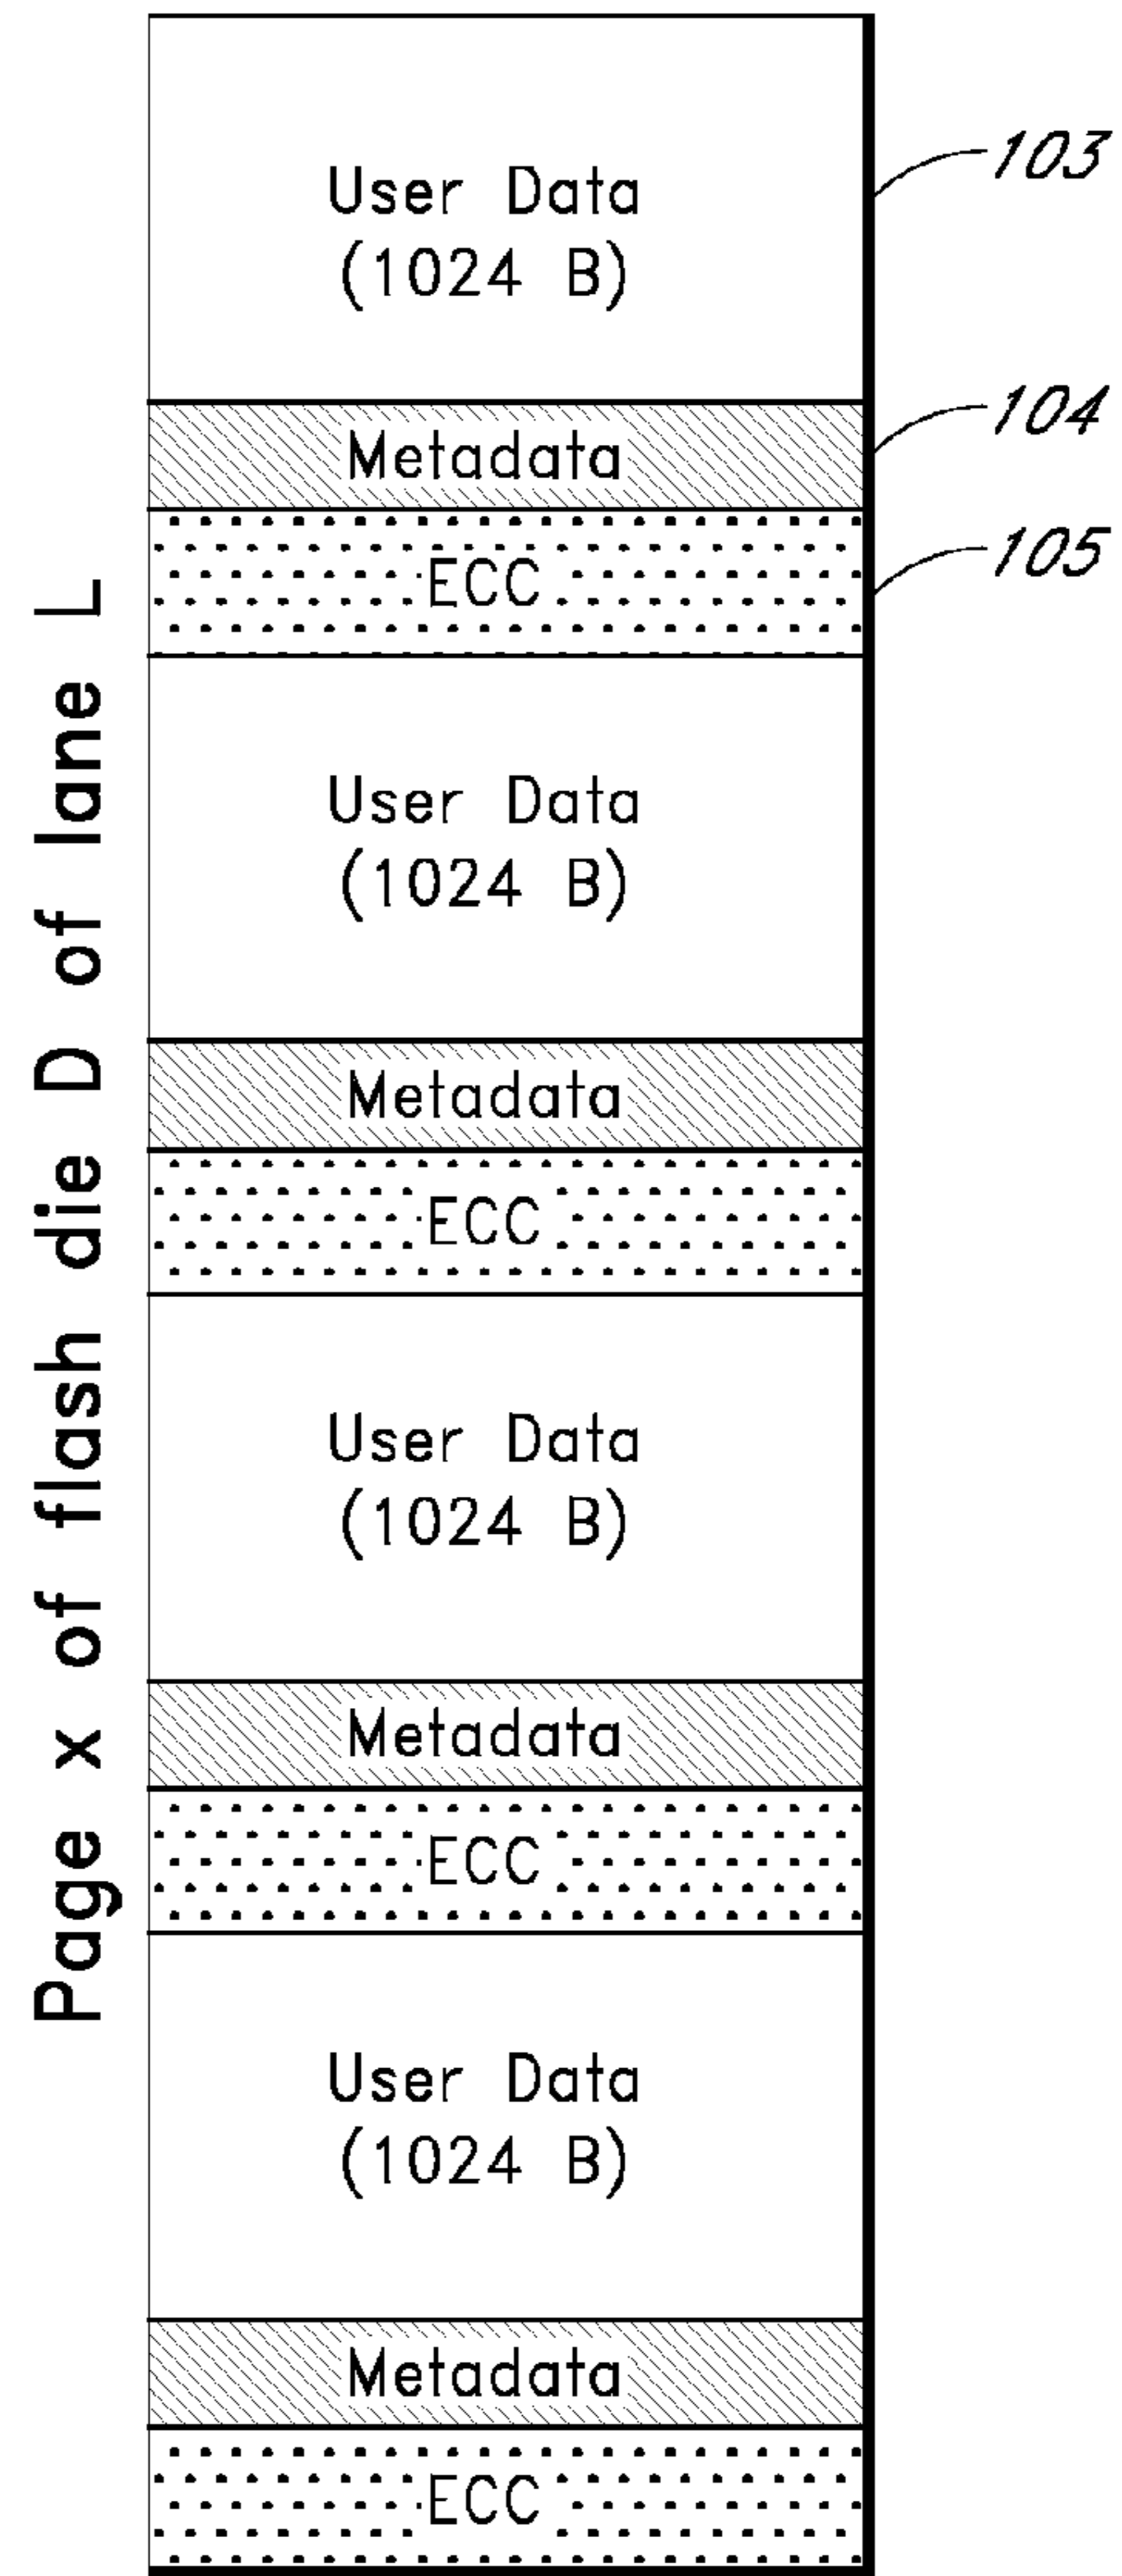 Page x of flash die D of lane L
User Data
(1024 B)
103
Metadata
104
ECC
105
User Data
(1024 B)
Metadata
ECC
User Data
(1024 B)
Metadata
ECC
User Data
(1024 B)
Metadata
ECC